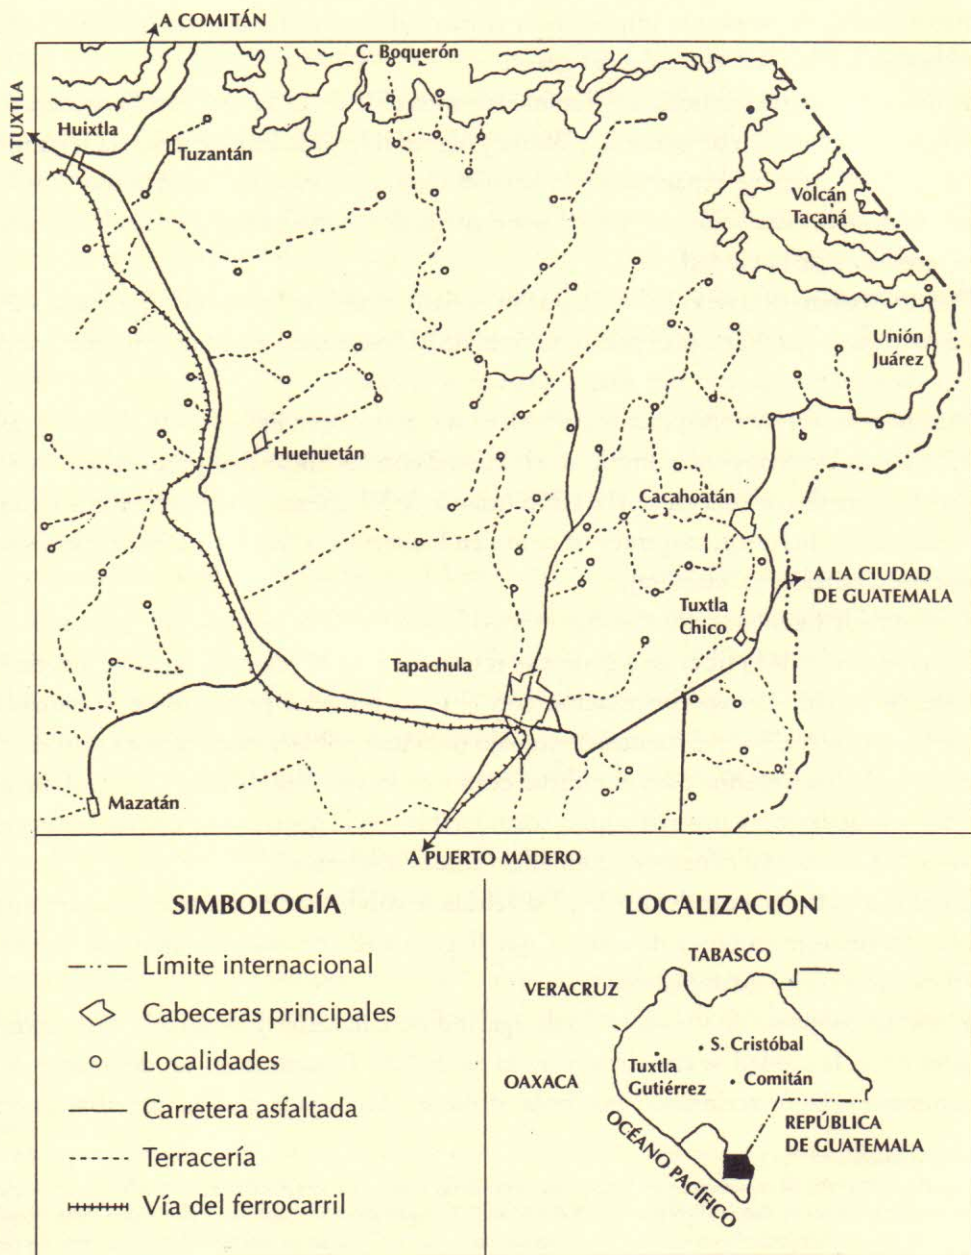 A COMITÁN
A TUXTLA
C. Boquerón
Huixtla
Tuzantán
Volcán
Tacaná
Unión
Juárez
Huehuetán
Cacahoatán
A LA CIUDAD
DE GUATEMALA
Tuxtla
Chico
Tapachula
Mazatán
A PUERTO MADERO
SIMBOLOGÍA
Límite internacional
Cabeceras principales
Localidades
Carretera asfaltada
Terracería
Vía del ferrocarril
LOCALIZACIÓN
TABASCO
VERACRUZ
S. Cristóbal
Tuxtla
Gutiérrez
Comitán
OAXACA
REPÚBLICA
DE GUATEMALA
OCÉANO PACÍFICO